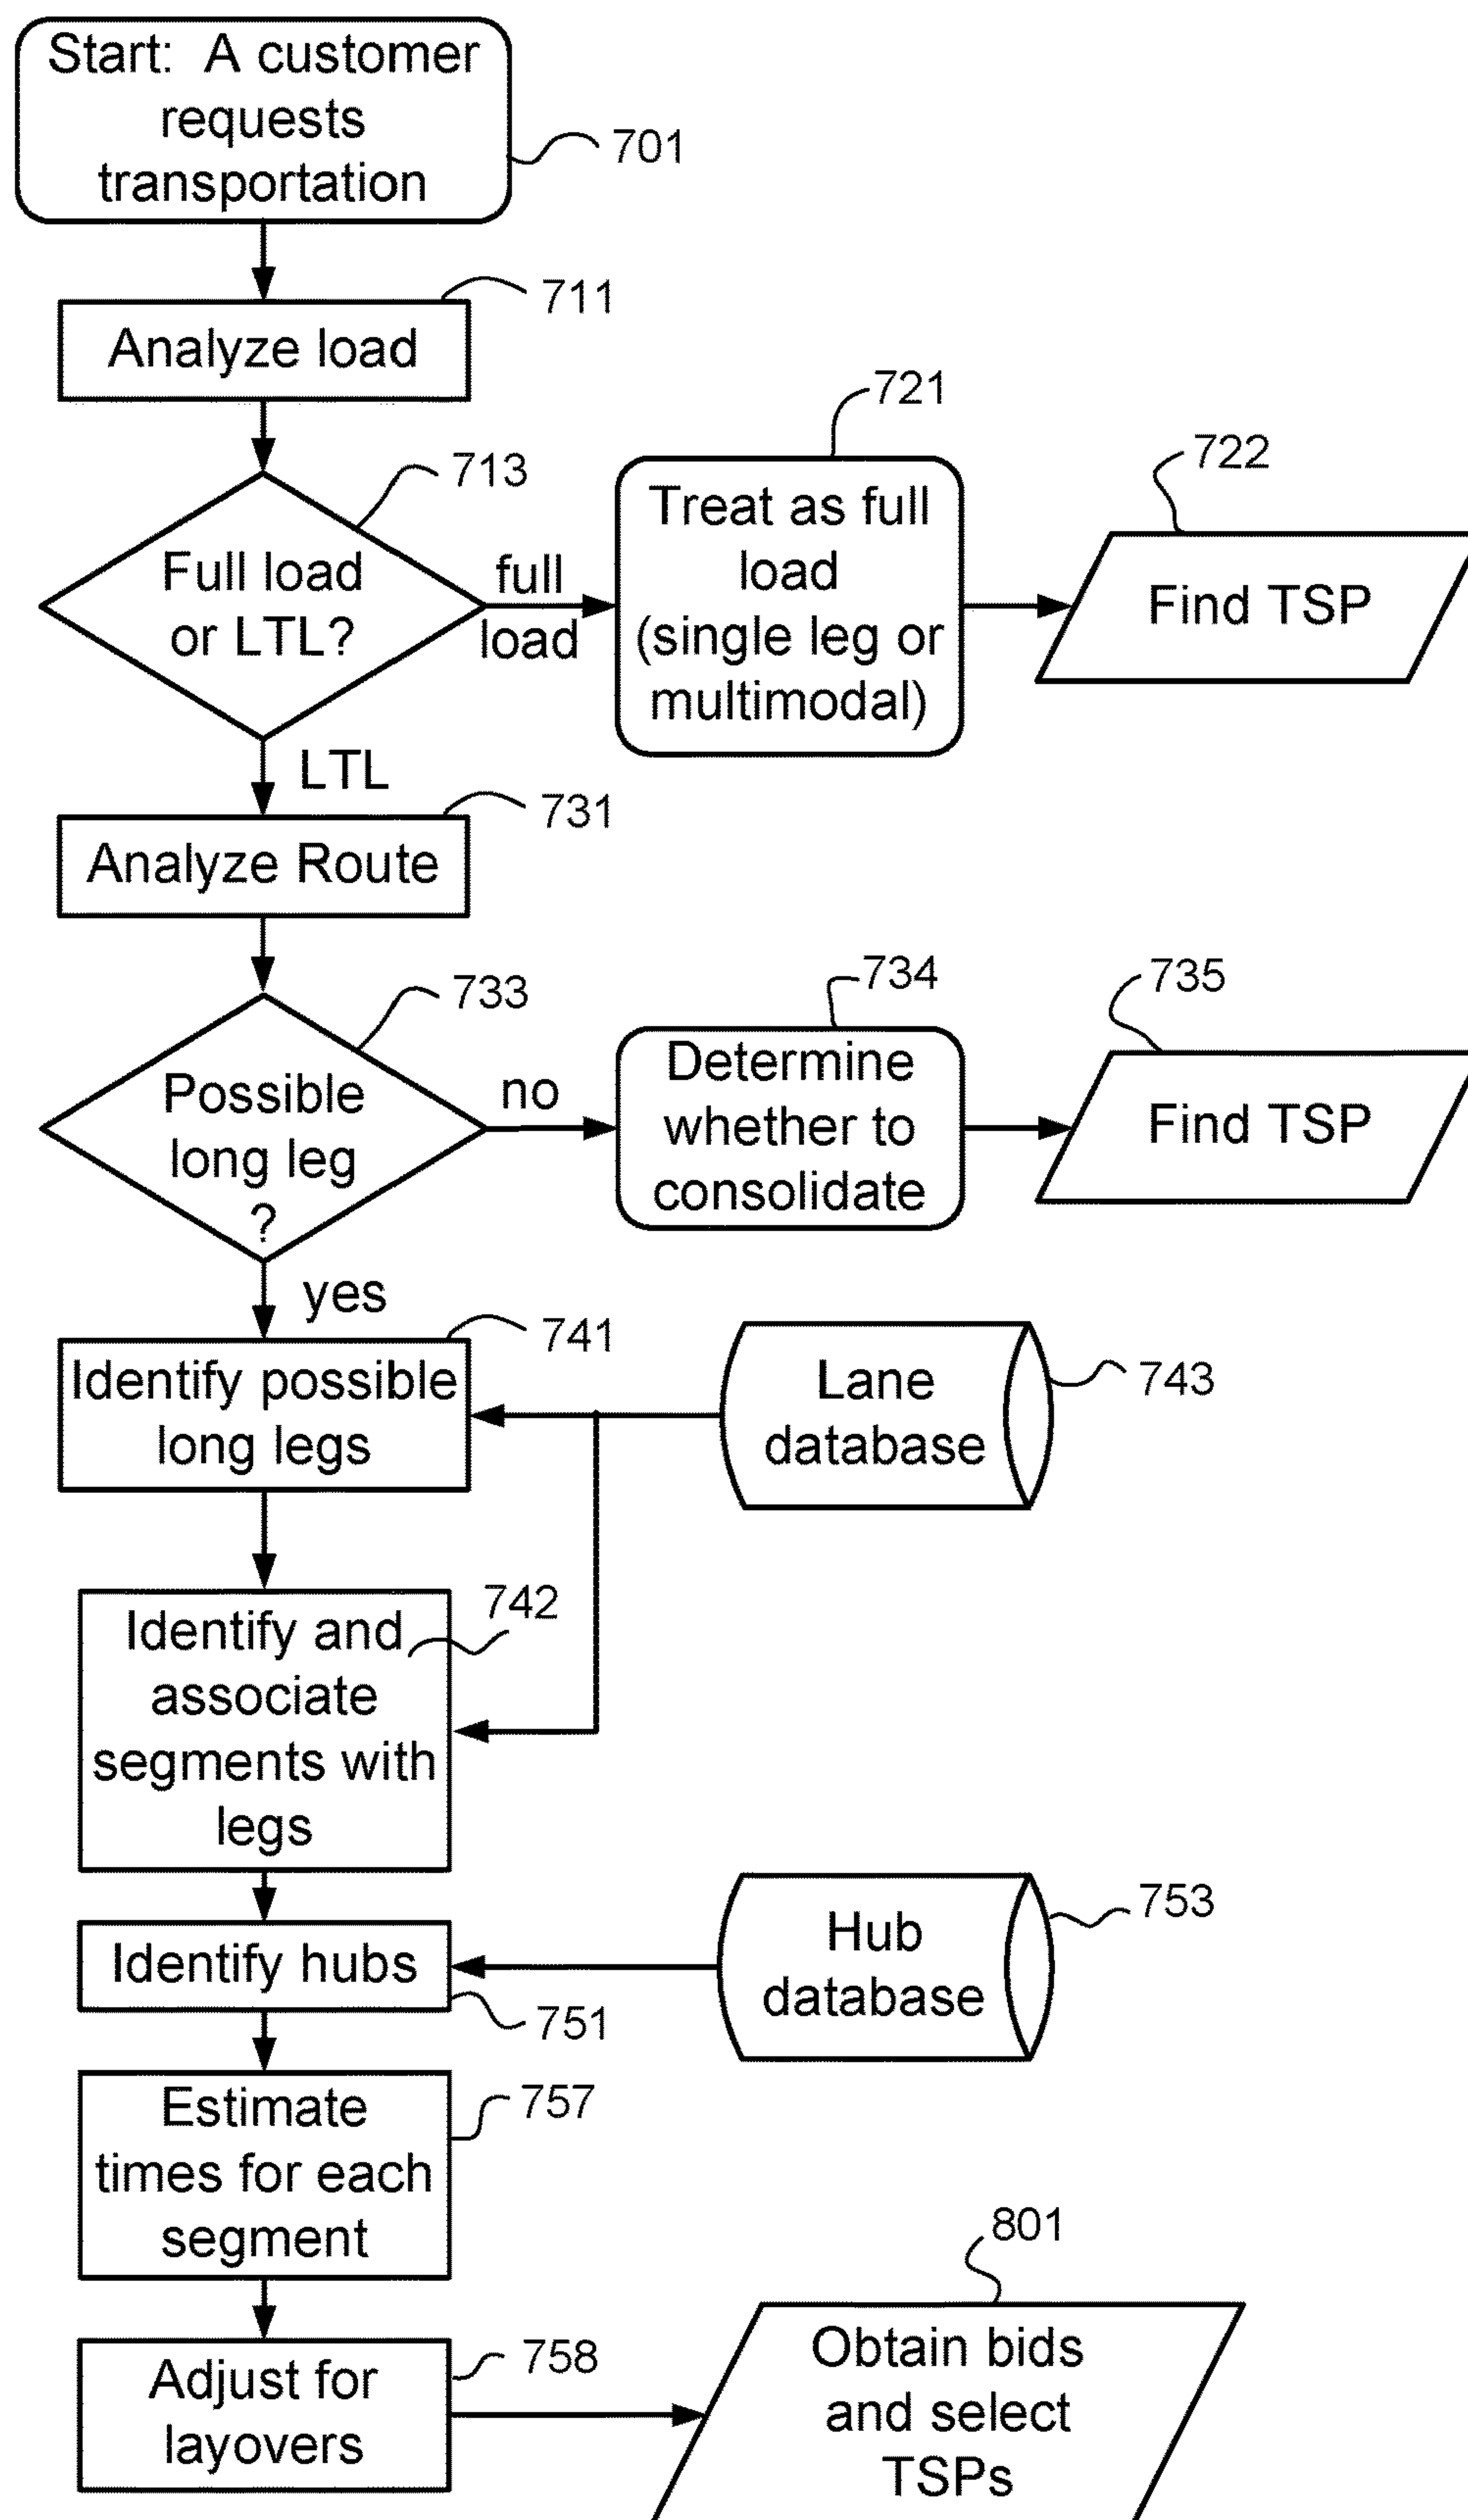 Start: A customer
requests
transportation
701
711
Analyze load
721
713
722
Full load
or LTL?
full
load
Treat as full
load
(single leg or
multimodal)
Find TSP
LTL
731
Analyze Route
733
734
735
Possible
long leg
?
no
Determine
whether to
consolidate
Find TSP
yes
741
Identify possible
long legs
Lane
database
743
742
Identify and
associate
segments with
legs
753
Identify hubs
Hub
database
751
757
Estimate
times for each
segment
801
758
Adjust for
layovers
Obtain bids
and select
TSPs